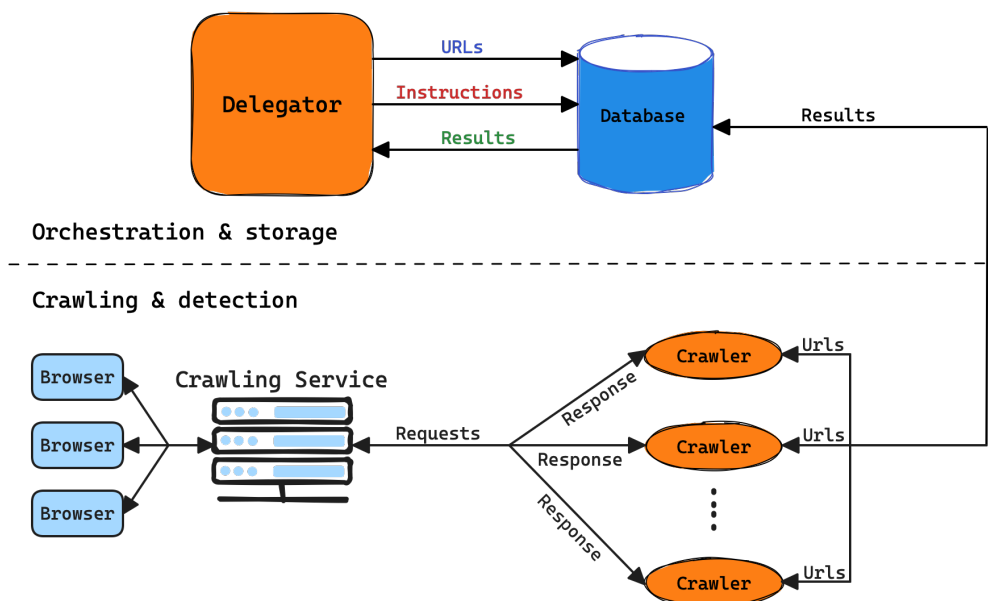 URLs
Instructions
Delegator
Database
Results
Results
Orchestration & storage
Crawling & detection
Browser
Browser
Browser
Crawling Service
Requests
Response
Response
Response
Crawler
Crawler
Crawler
Urls
Urls
Urls